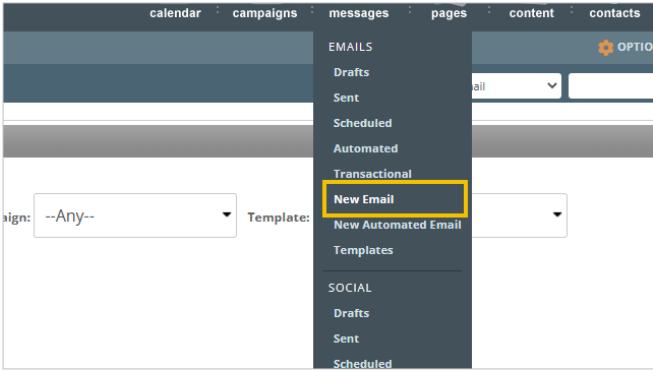 calendar : campaigns : messages : pages : content : contacts
EMAILS
OPTIO
Drafts
ail
Sent
Scheduled
Automated
Transactional
New Email
aign: --Any-- Template:
New Automated Email
Templates
SOCIAL
Drafts
Sent
Scheduled